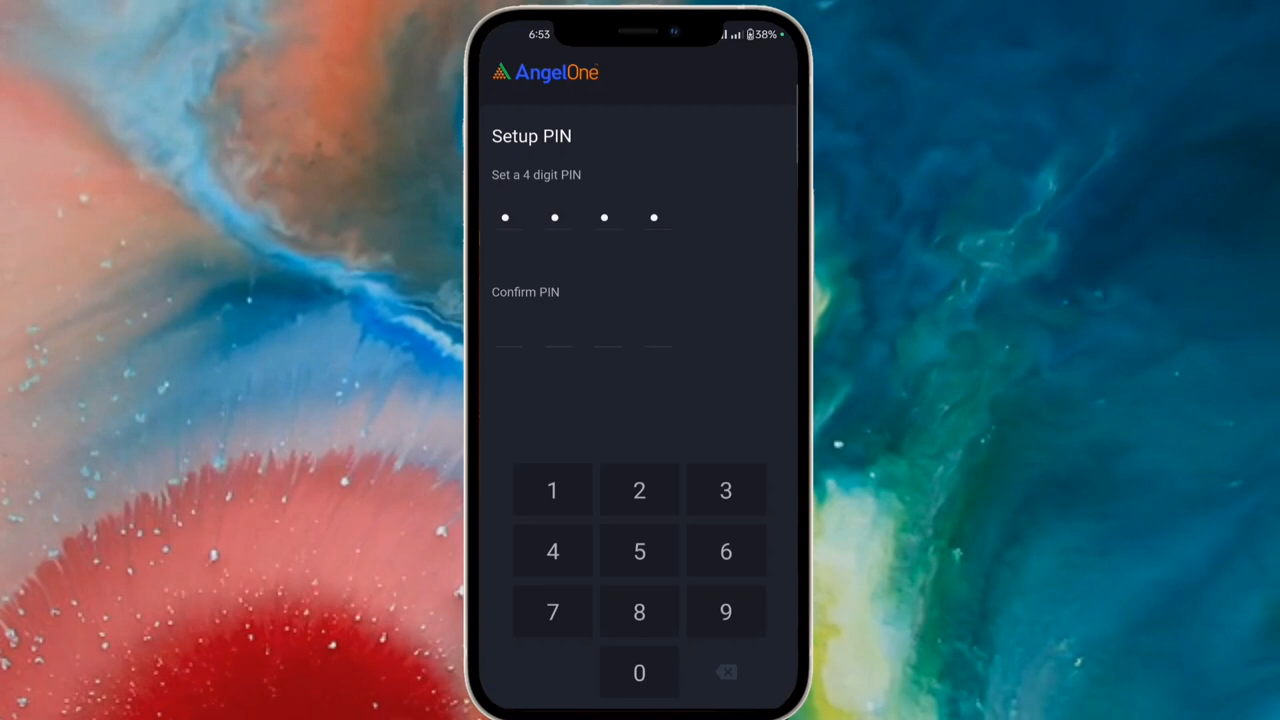 6:53
38%
AngelOne
Setup PIN
Set a 4 digit PIN
Confirm PIN
1 2 3
4 5 6
7 8 9
0